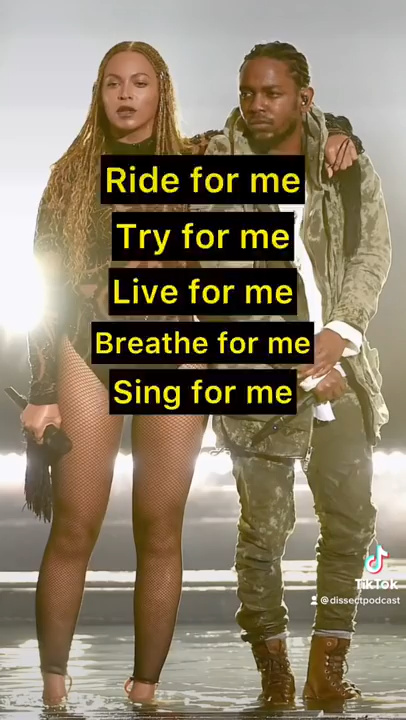 Ride for me
Try for me
Live for me
Breathe for me
Sing for me
TikTok
@dissectpodcast